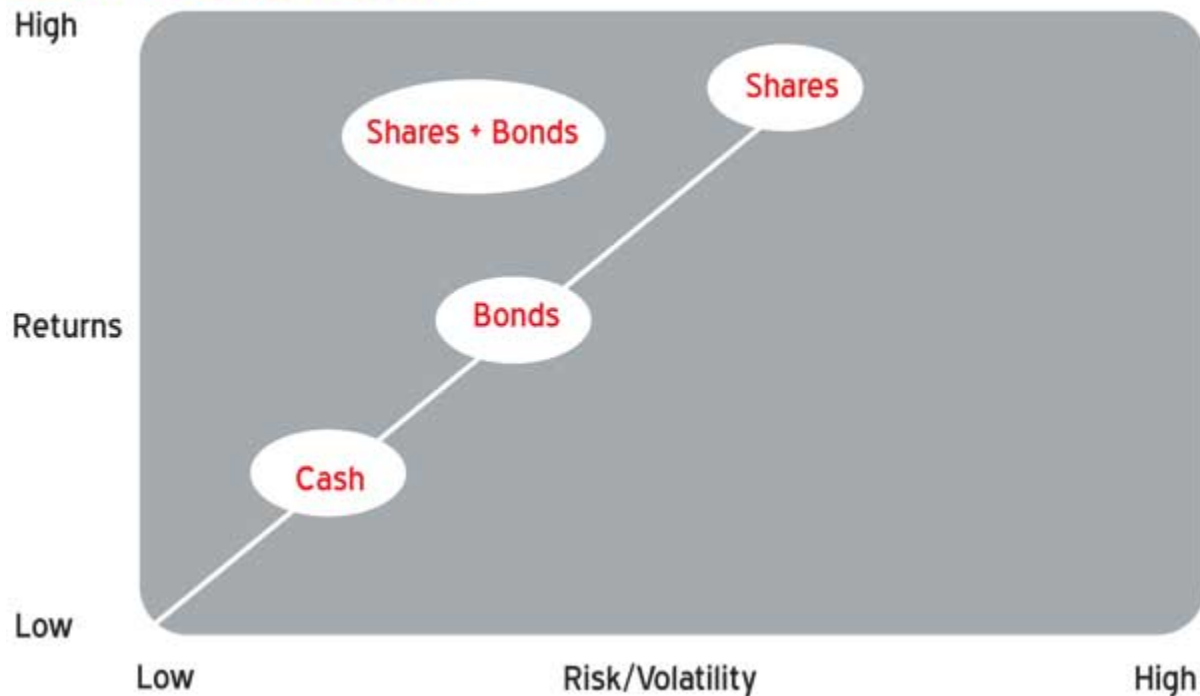 High
Shares
Shares + Bonds
Returns
Bonds
Cash
Low
Low
Risk/Volatility
High